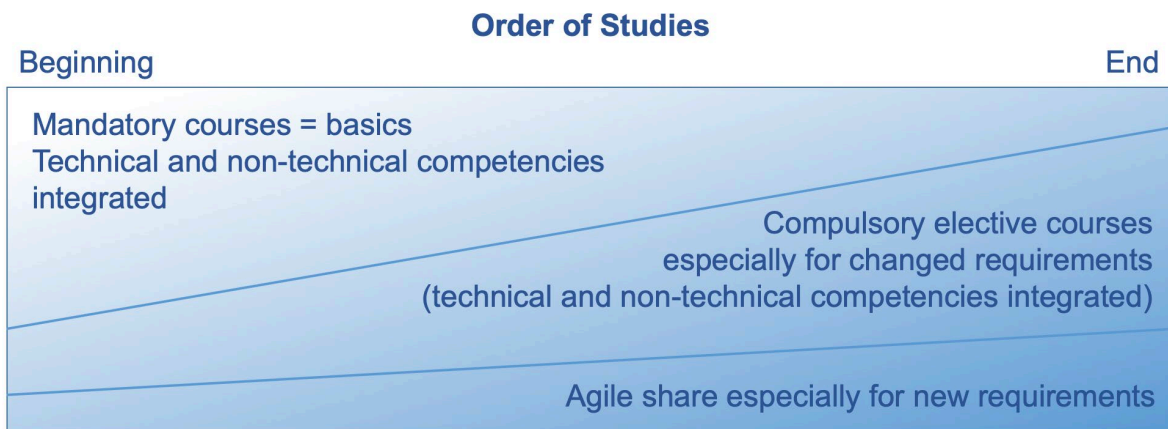 Order of Studies
Beginning
End
Mandatory courses = basics
Technical and non-technical competencies
integrated
Compulsory elective courses
especially for changed requirements
(technical and non-technical competencies integrated)
Agile share especially for new requirements